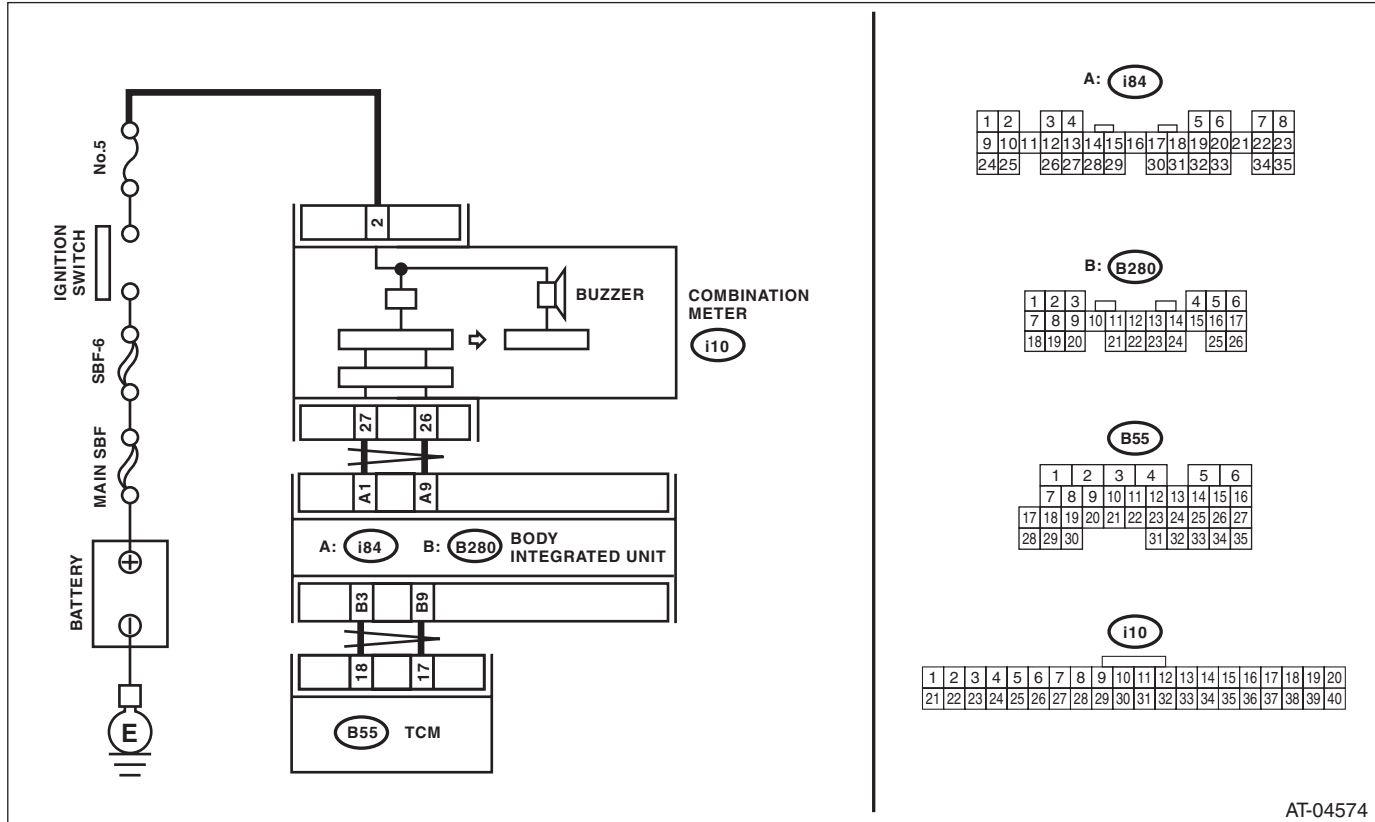 No.5
IGNITION
SWITCH
SBF-6
MAIN SBF
BATTERY
E
2
BUZZER
COMBINATION
METER
i10
27 26
A1 A9
A: i84 B: B280 BODY
INTEGRATED UNIT
B3 B9
18 17
B55 TCM
A: i84
1 2 3 4 5 6 7 8
9 10 11 12 13 14 15 16 17 18 19 20 21 22 23
24 25 26 27 28 29 30 31 32 33 34 35
B: B280
1 2 3 4 5 6
7 8 9 10 11 12 13 14 15 16 17
18 19 20 21 22 23 24 25 26
B55
1 2 3 4 5 6
7 8 9 10 11 12 13 14 15 16
17 18 19 20 21 22 23 24 25 26 27
28 29 30 31 32 33 34 35
i10
1 2 3 4 5 6 7 8 9 10 11 12 13 14 15 16 17 18 19 20
21 22 23 24 25 26 27 28 29 30 31 32 33 34 35 36 37 38 39 40
AT-04574